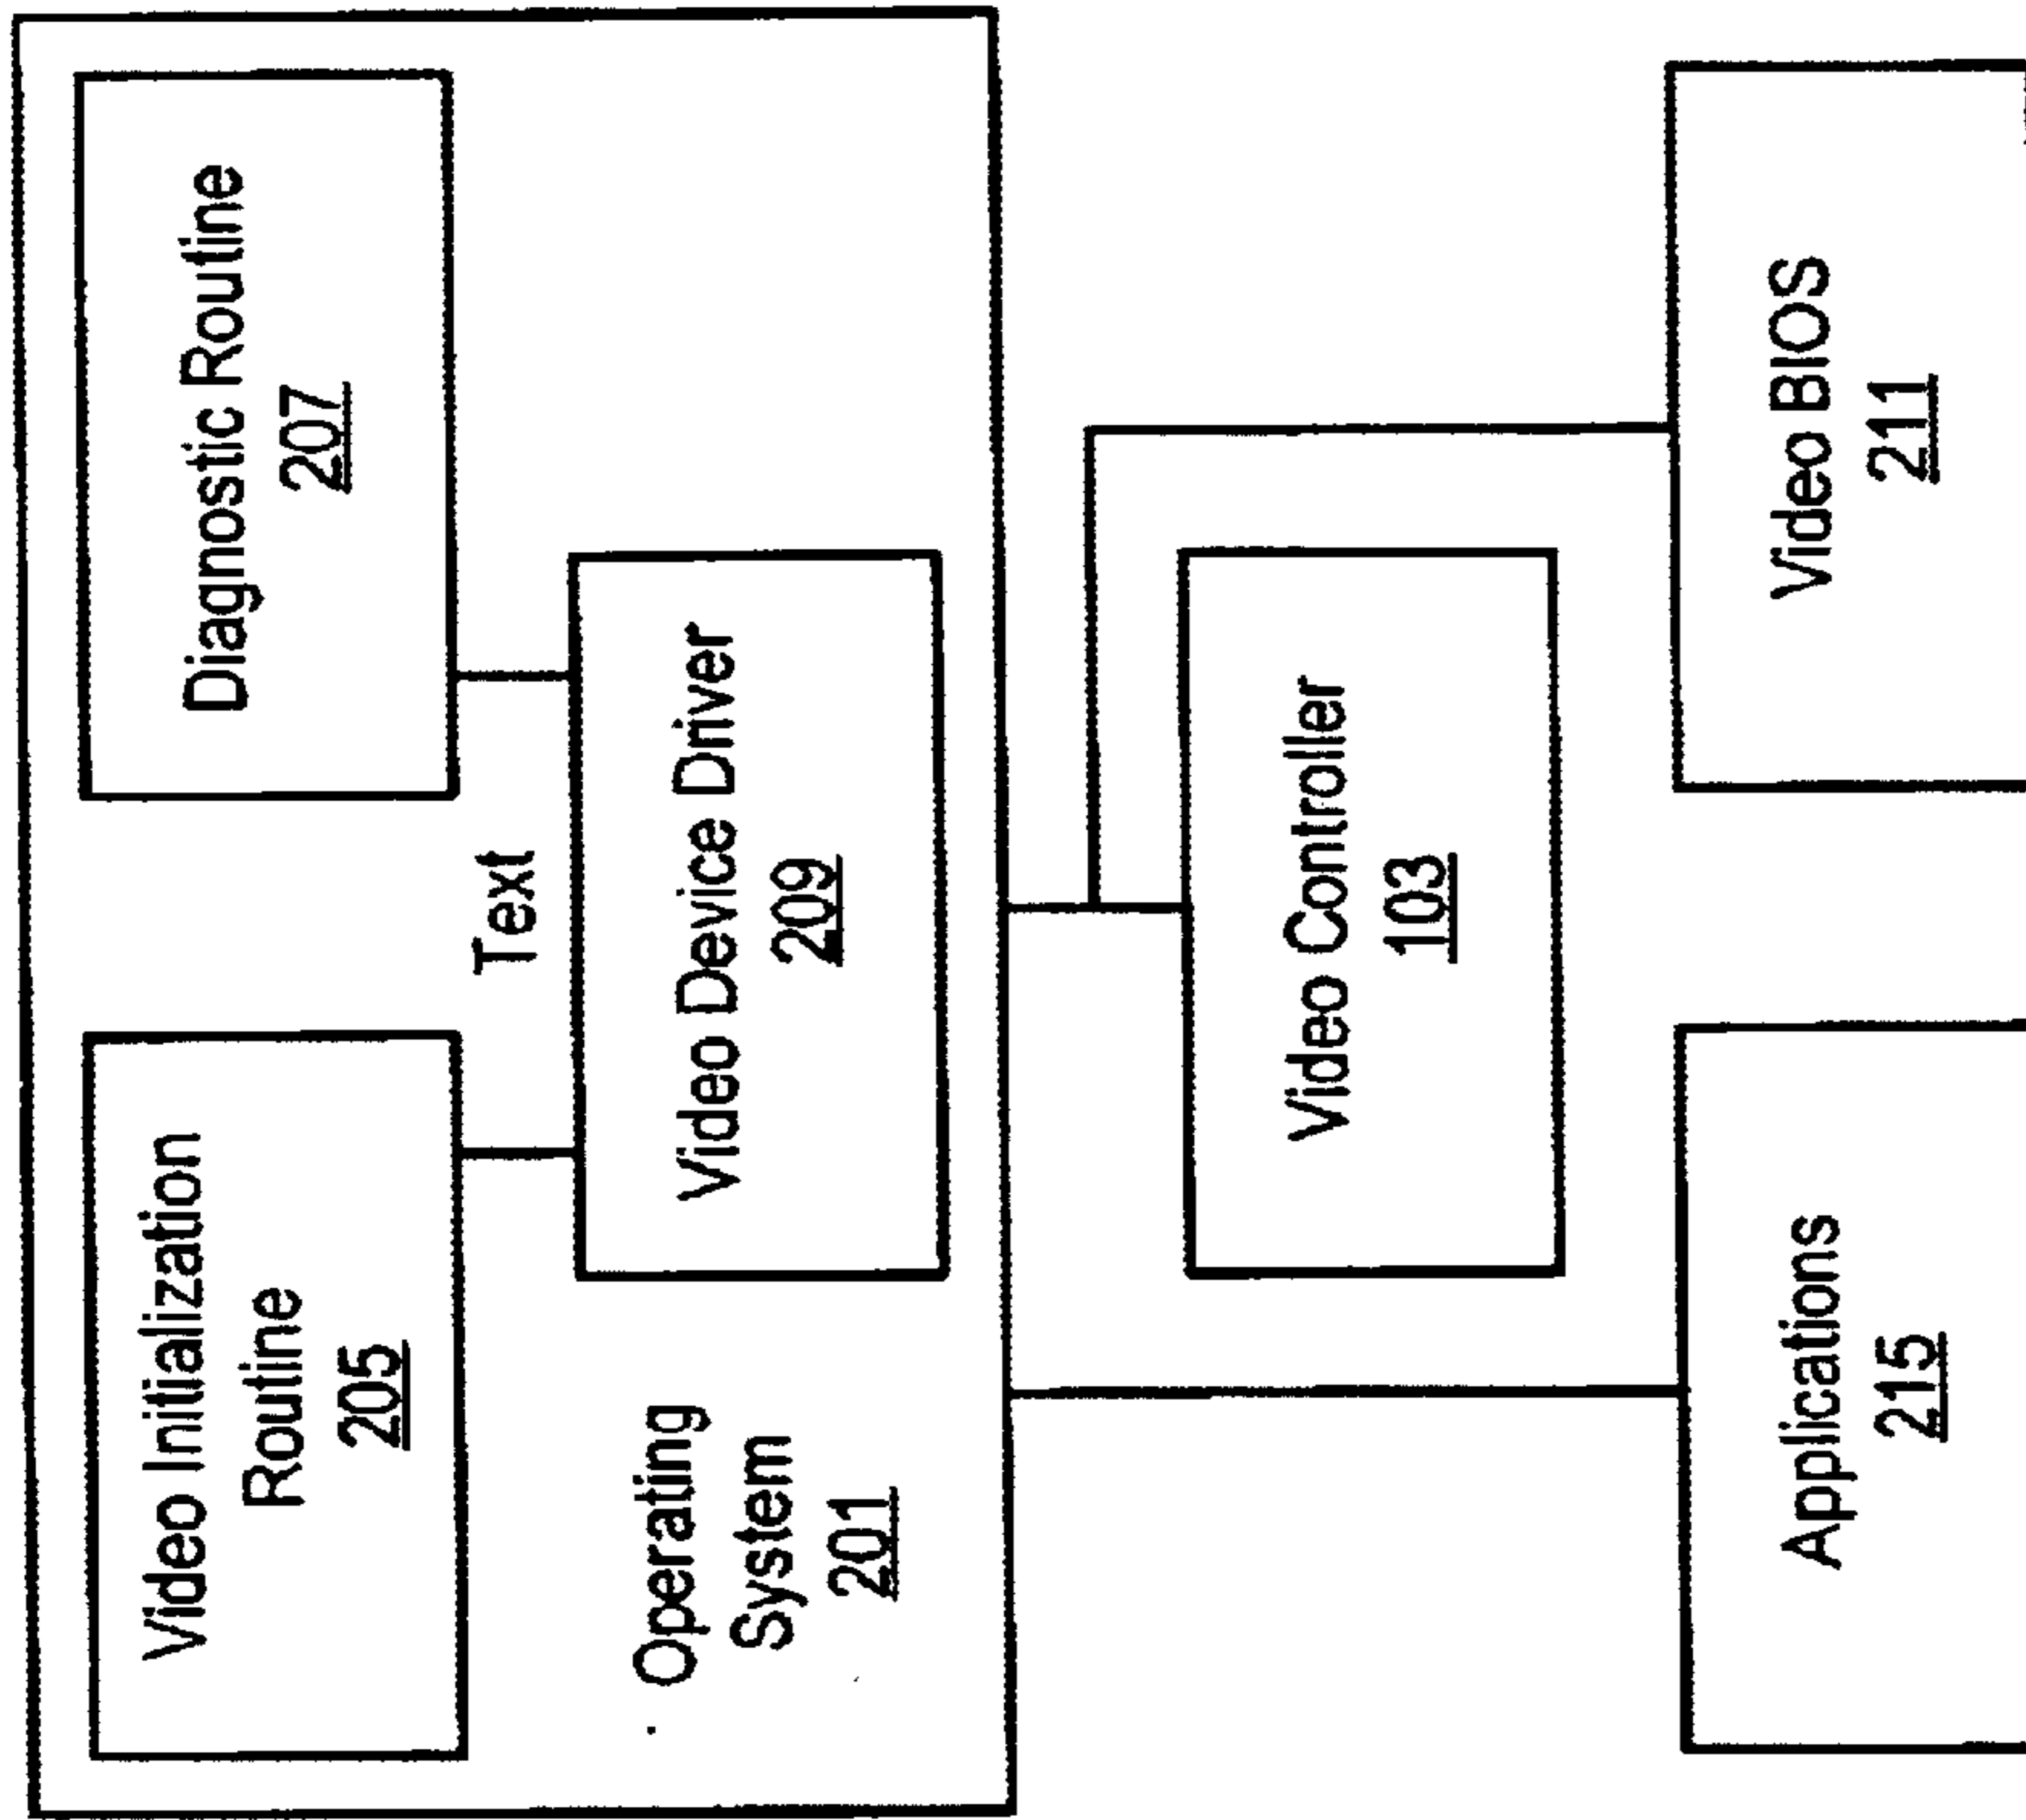 Video Initialization
Routine
205
Diagnostic Routine
207
Text
Video Device Driver
209
Operating
System
201
Video Controller
103
Applications
215
Video BIOS
211